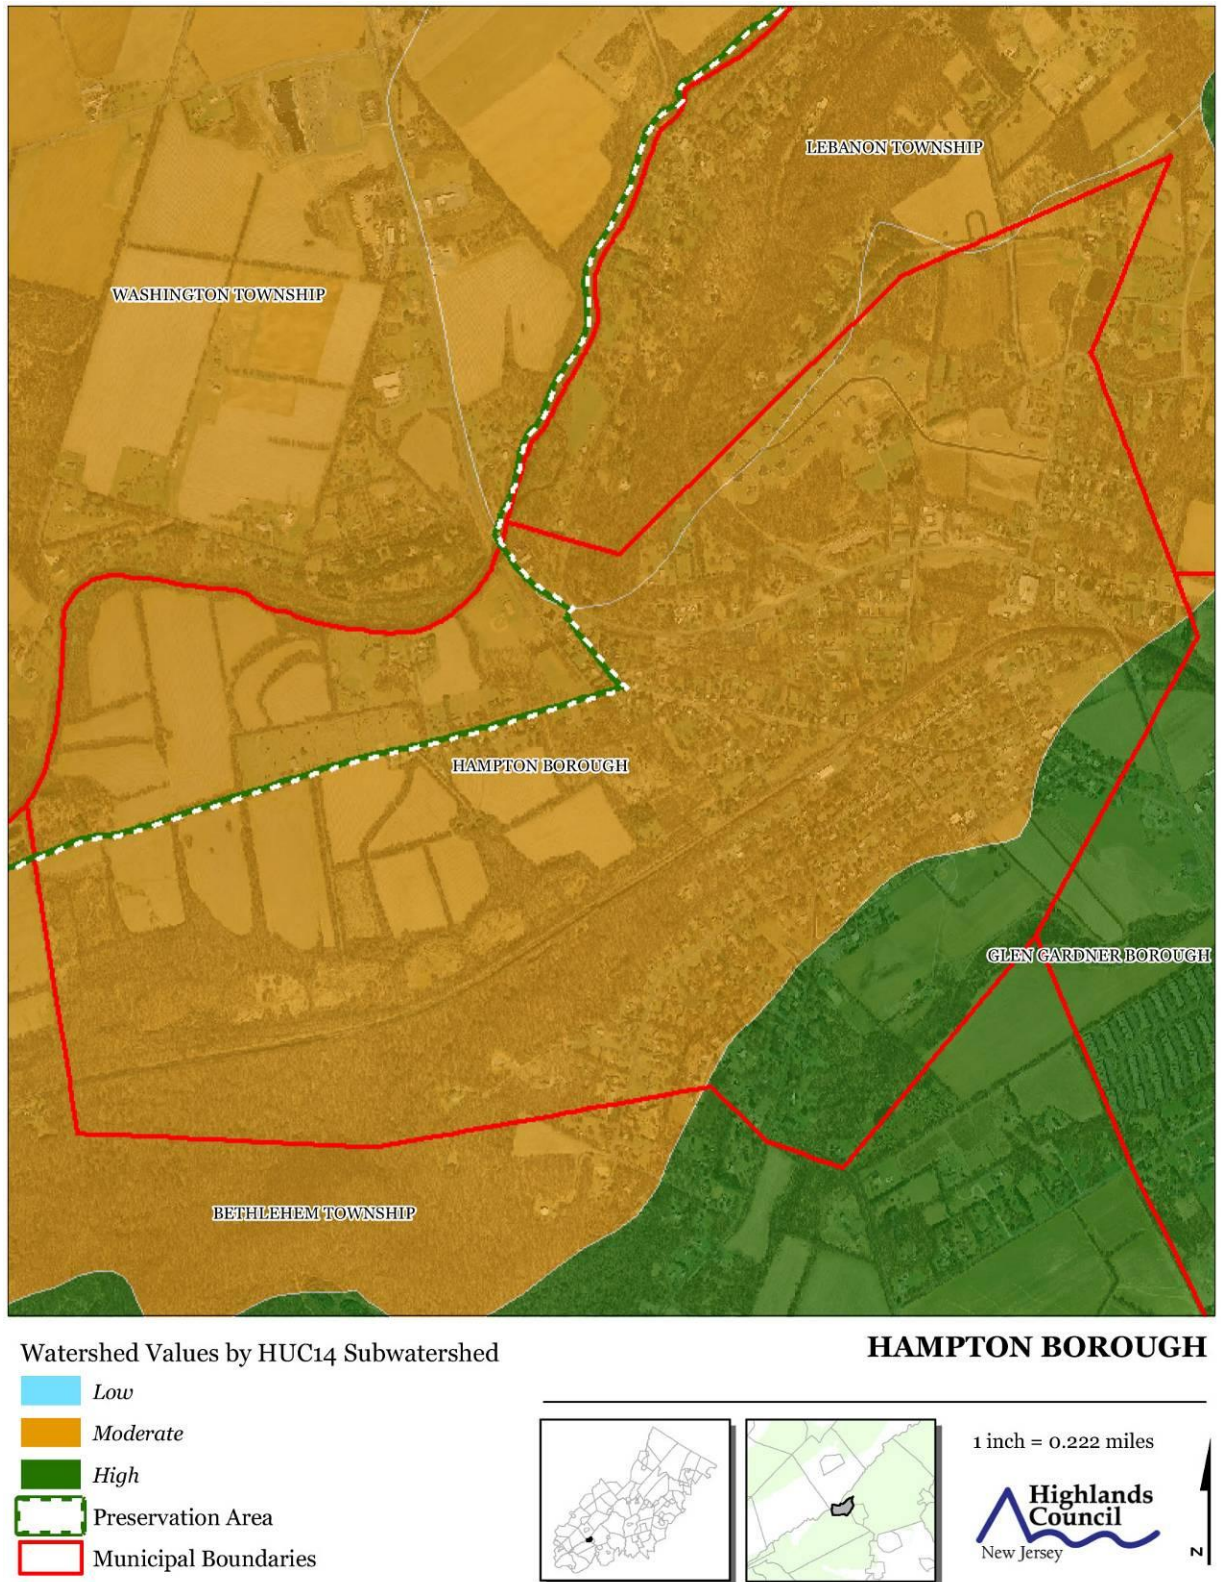 LEBANON TOWNSHIP
WASHINGTON TOWNSHIP
HAMPTON BOROUGH
GLEN GARDNER BOROUGH
BETHLEHEM TOWNSHIP
Watershed Values by HUC14 Subwatershed
Low
Moderate
High
Preservation Area
Municipal Boundaries
HAMPTON BOROUGH
1 inch = 0.222 miles
Highlands
Council
New Jersey
N